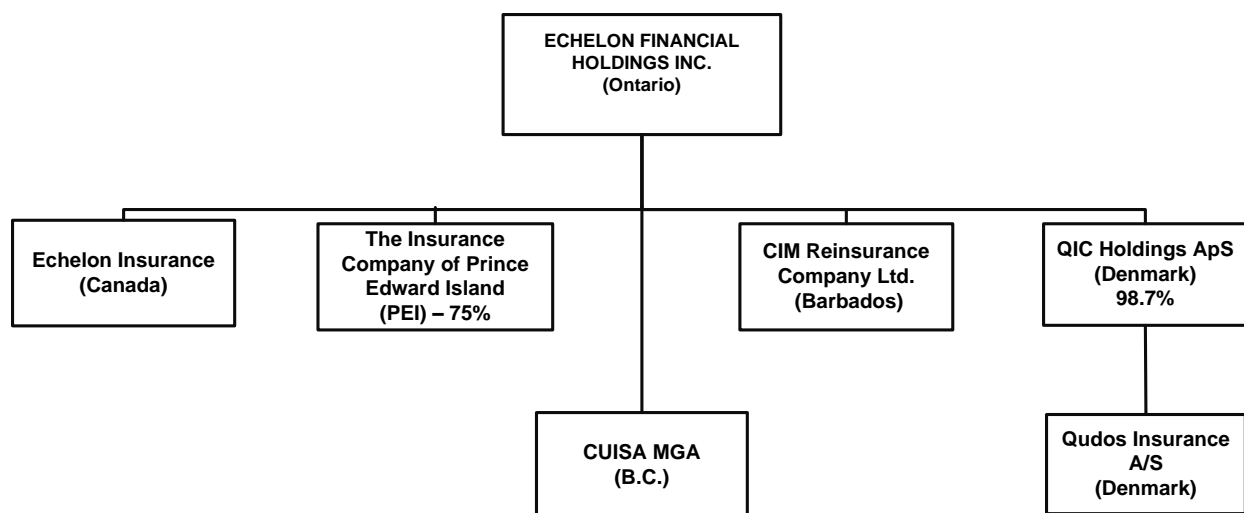 ECHELON FINANCIAL
HOLDINGS INC.
(Ontario)
Echelon Insurance
(Canada)
The Insurance
Company of Prince
Edward Island
(PEI) – 75%
CIM Reinsurance
Company Ltd.
(Barbados)
QIC Holdings ApS
(Denmark)
98.7%
CUISA MGA
(B.C.)
Qudos Insurance
A/S
(Denmark)